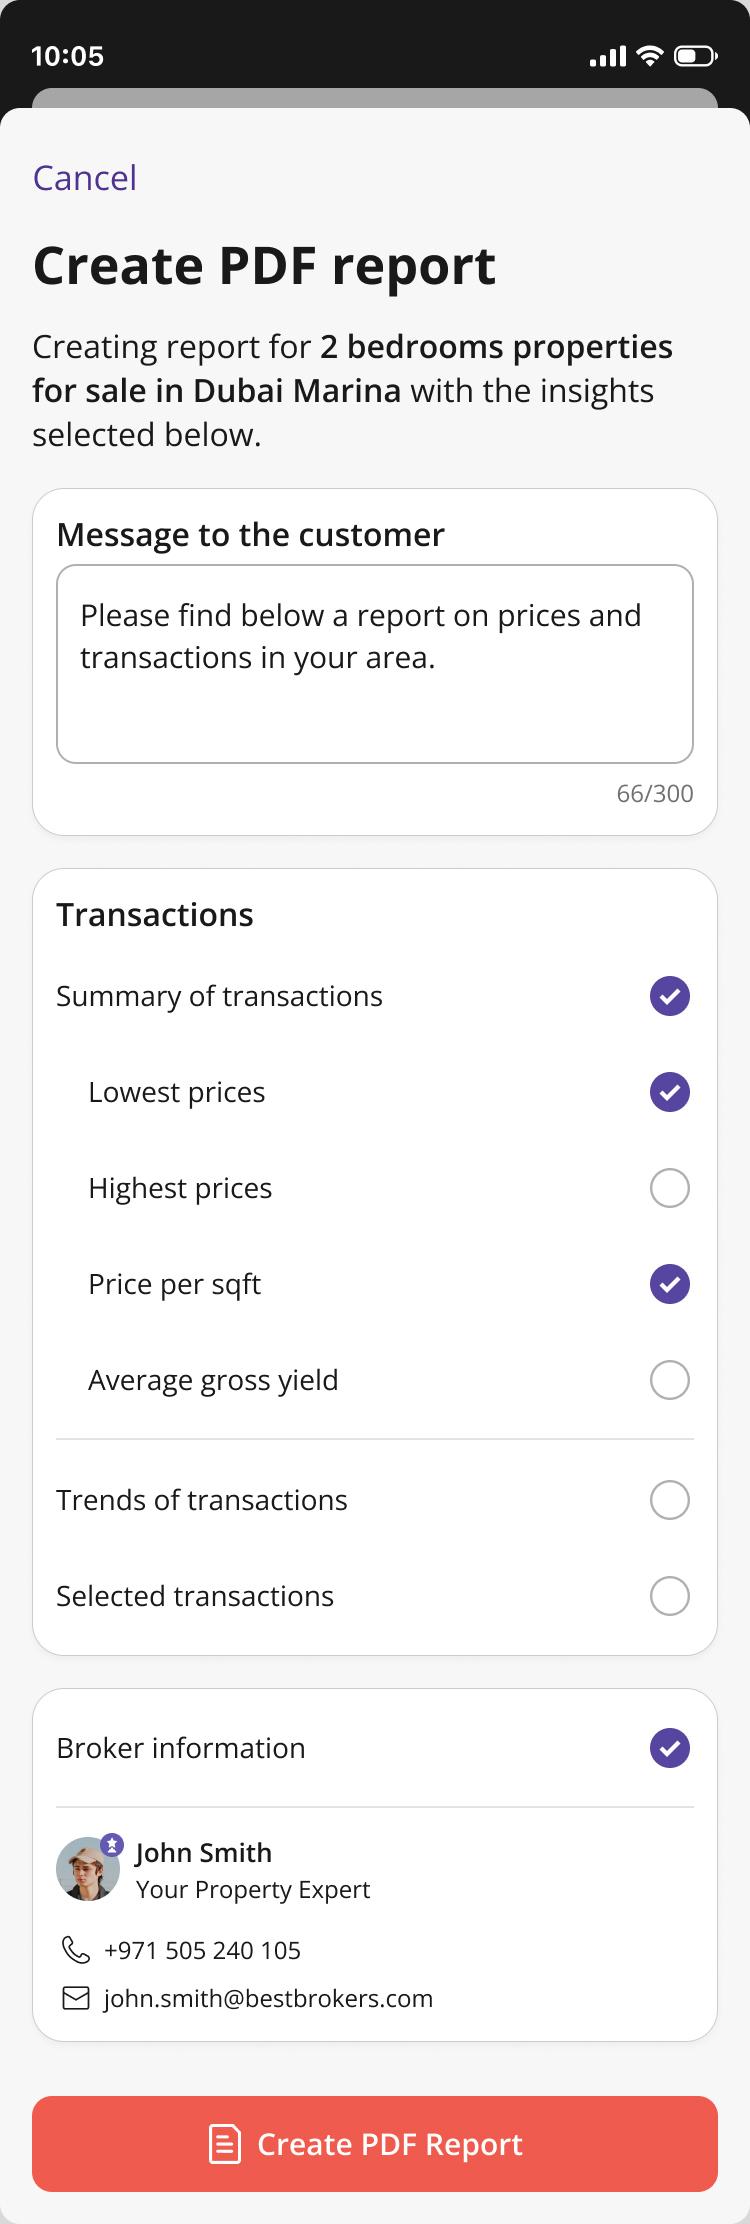 10:05
Cancel
Create PDF report
Creating report for 2 bedrooms properties
for sale in Dubai Marina with the insights
selected below.
Message to the customer
Please find below a report on prices and
transactions in your area.
66/300
Transactions
Summary of transactions
Lowest prices
Highest prices
Price per sqft
Average gross yield
Trends of transactions
Selected transactions
Broker information
John Smith
Your Property Expert
+971 505 240 105
john.smith@bestbrokers.com
Create PDF Report